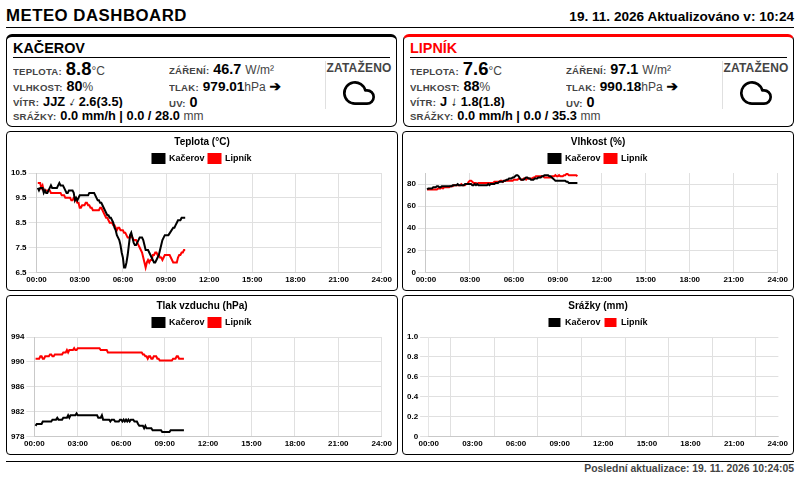 METEO DASHBOARD
19. 11. 2026 Aktualizováno v: 10:24
KAČEROV
TEPLOTA: 8.8°C
ZÁŘENÍ: 46.7 W/m²
ZATAŽENO
VLHKOST: 80%
TLAK: 979.01hPa ➔
VÍTR: JJZ ↓ 2.6(3.5)
UV: 0
SRÁŽKY: 0.0 mm/h | 0.0 / 28.0 mm
LIPNÍK
TEPLOTA: 7.6°C
ZÁŘENÍ: 97.1 W/m²
ZATAŽENO
VLHKOST: 88%
TLAK: 990.18hPa ➔
VÍTR: J ↓ 1.8(1.8)
UV: 0
SRÁŽKY: 0.0 mm/h | 0.0 / 35.3 mm
Teplota (°C)
Kačerov Lipník
10.5
9.5
8.5
7.5
6.5
00:00 03:00 06:00 09:00 12:00 15:00 18:00 21:00 24:00
Vlhkost (%)
Kačerov Lipník
80
60
40
20
0
00:00 03:00 06:00 09:00 12:00 15:00 18:00 21:00 24:00
Tlak vzduchu (hPa)
Kačerov Lipník
994
990
986
982
978
00:00 03:00 06:00 09:00 12:00 15:00 18:00 21:00 24:00
Srážky (mm)
Kačerov Lipník
1.0
0.8
0.6
0.4
0.2
0
00:00 03:00 06:00 09:00 12:00 15:00 18:00 21:00 24:00
Poslední aktualizace: 19. 11. 2026 10:24:05